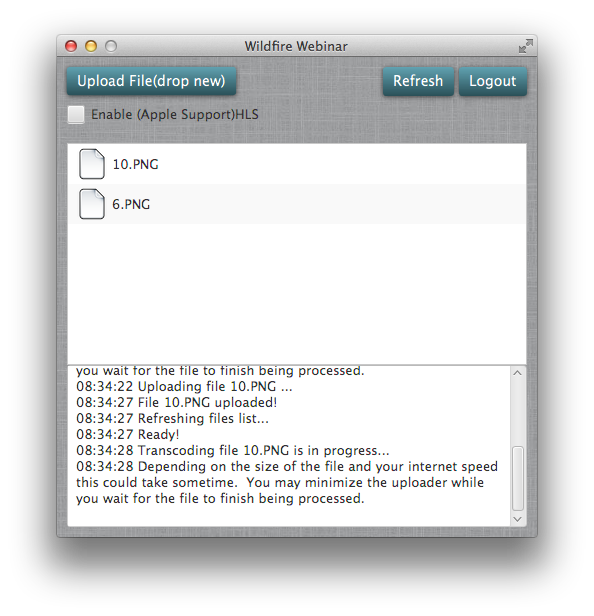 Wildfire Webinar
Upload File(drop new)
Refresh
Logout
Enable (Apple Support)HLS
10.PNG
6.PNG
you wait for the file to finish being processed.
08:34:22 Uploading file 10.PNG ...
08:34:27 File 10.PNG uploaded!
08:34:27 Refreshing files list...
08:34:27 Ready!
08:34:28 Transcoding file 10.PNG is in progress...
08:34:28 Depending on the size of the file and your internet speed
this could take sometime.  You may minimize the uploader while
you wait for the file to finish being processed.